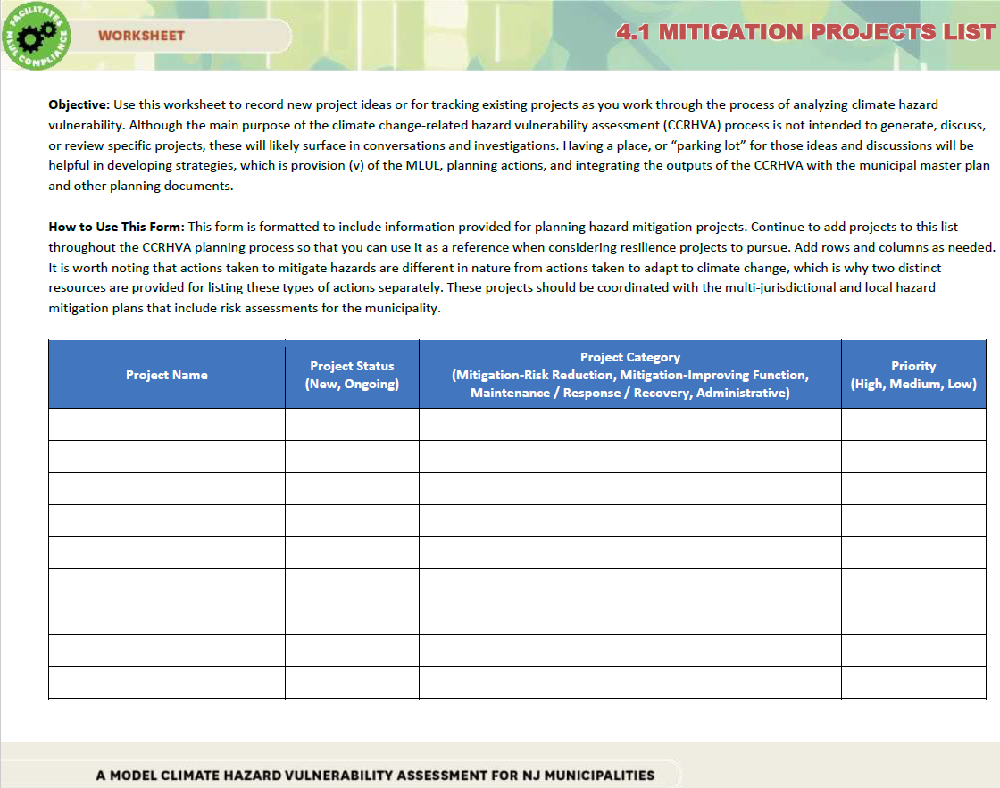 FACILITATES
MLUL COMPLIANCE
WORKSHEET
4.1 MITIGATION PROJECTS LIST
Objective: Use this worksheet to record new project ideas or for tracking existing projects as you work through the process of analyzing climate hazard
vulnerability. Although the main purpose of the climate change-related hazard vulnerability assessment (CCRHVA) process is not intended to generate, discuss,
or review specific projects, these will likely surface in conversations and investigations. Having a place, or “parking lot” for those ideas and discussions will be
helpful in developing strategies, which is provision (v) of the MLUL, planning actions, and integrating the outputs of the CCRHVA with the municipal master plan
and other planning documents.
How to Use This Form: This form is formatted to include information provided for planning hazard mitigation projects. Continue to add projects to this list
throughout the CCRHVA planning process so that you can use it as a reference when considering resilience projects to pursue. Add rows and columns as needed.
It is worth noting that actions taken to mitigate hazards are different in nature from actions taken to adapt to climate change, which is why two distinct
resources are provided for listing these types of actions separately. These projects should be coordinated with the multi-jurisdictional and local hazard
mitigation plans that include risk assessments for the municipality.
Project Name
Project Status
(New, Ongoing)
Project Category
(Mitigation-Risk Reduction, Mitigation-Improving Function,
Maintenance / Response / Recovery, Administrative)
Priority
(High, Medium, Low)
A MODEL CLIMATE HAZARD VULNERABILITY ASSESSMENT FOR NJ MUNICIPALITIES